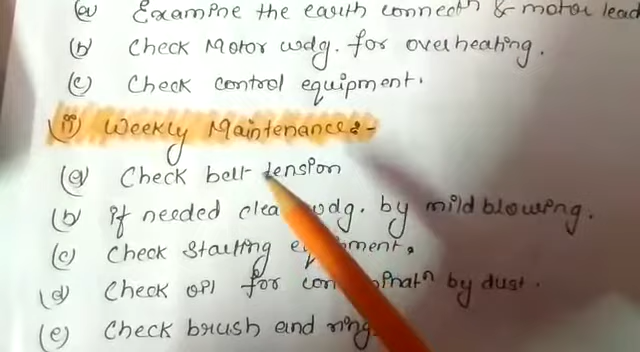 (a) Examine the earth connectn & motor lead
(b) Check Motor wdg. for overheating.
(c) Check control equipment.
(ii) Weekly Maintenance:-
(a) Check belt tension
(b) if needed clea wdg. by mild blowing.
(c) Check starting
(d) Check oil for by dust.
(e) Check brush and ring